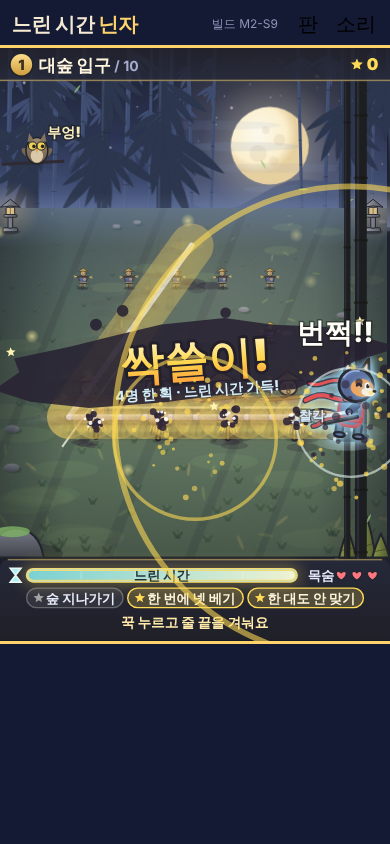 느린 시간 닌자 빌드 M2-S9 판 소리
1 대숲 입구 / 10 ★ 0
부엉!
번쩍!!
싹쓸이!
4명 한 획 · 느린 시간 가득!
찰각
느린 시간 목숨
★ 숲 지나가기 ★ 한 번에 넷 베기 ★ 한 대도 안 맞기
꾹 누르고 줄 끝을 겨눠요